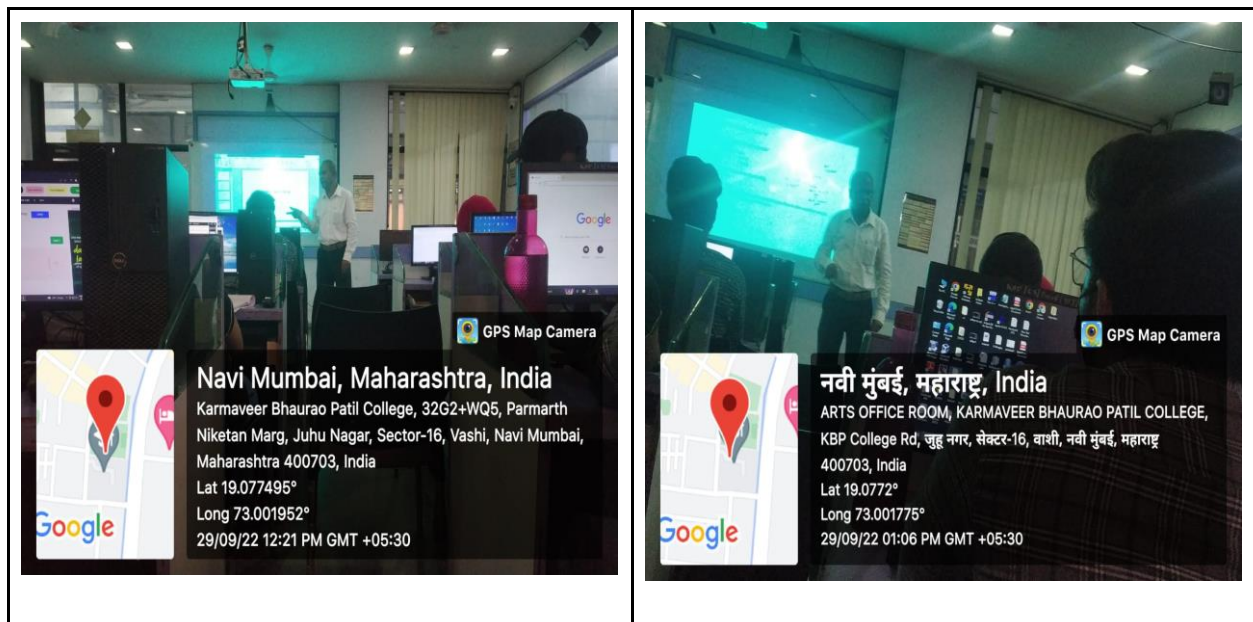 Google
GPS Map Camera
Google
Navi Mumbai, Maharashtra, India
Karmaveer Bhaurao Patil College, 32G2+WQ5, Parmarth
Niketan Marg, Juhu Nagar, Sector-16, Vashi, Navi Mumbai,
Maharashtra 400703, India
Lat 19.077495°
Long 73.001952°
29/09/22 12:21 PM GMT +05:30
GPS Map Camera
Google
नवी मुंबई, महाराष्ट्र, India
ARTS OFFICE ROOM, KARMAVEER BHAURAO PATIL COLLEGE,
KBP College Rd, जुहू नगर, सेक्टर-16, वाशी, नवी मुंबई, महाराष्ट्र
400703, India
Lat 19.0772°
Long 73.001775°
29/09/22 01:06 PM GMT +05:30